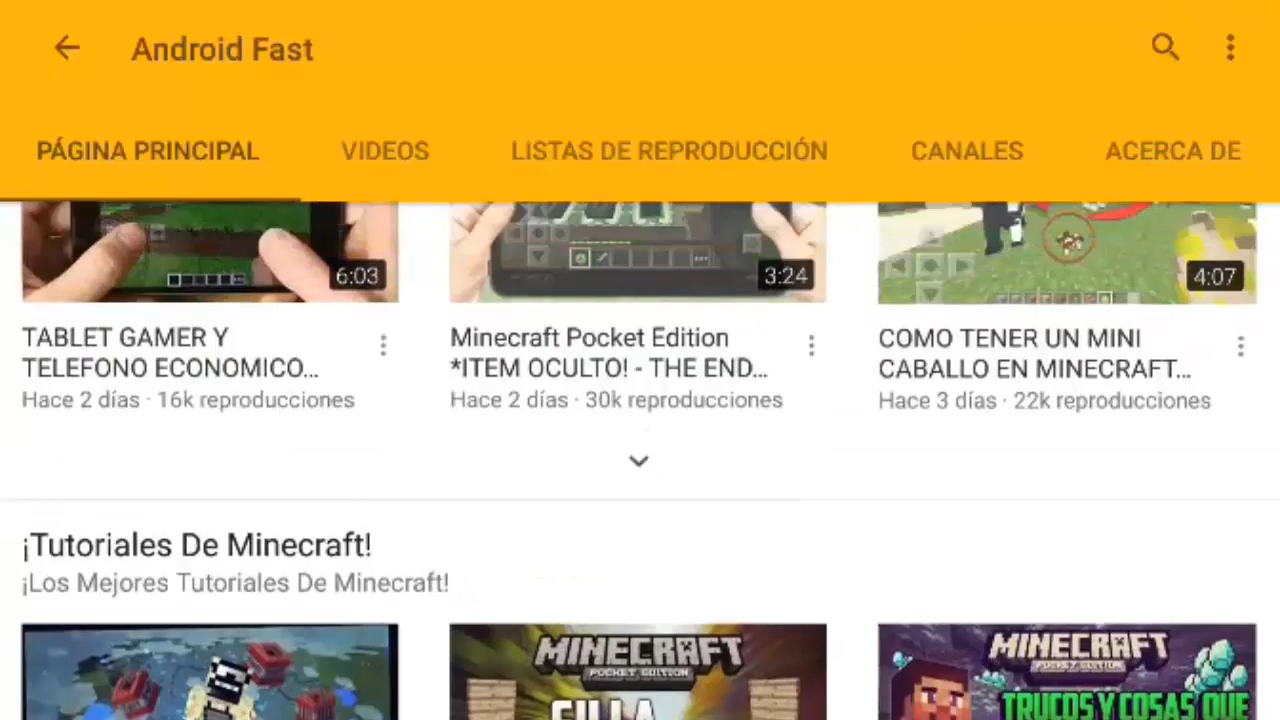 Android Fast
PÁGINA PRINCIPAL
VIDEOS
LISTAS DE REPRODUCCIÓN
CANALES
ACERCA DE
6:03
3:24
4:07
TABLET GAMER Y
TELEFONO ECONOMICO...
Hace 2 días · 16k reproducciones
Minecraft Pocket Edition
*ITEM OCULTO! - THE END...
Hace 2 días · 30k reproducciones
COMO TENER UN MINI
CABALLO EN MINECRAFT...
Hace 3 días · 22k reproducciones
¡Tutoriales De Minecraft!
¡Los Mejores Tutoriales De Minecraft!
MINECRAFT
POCKET EDITION
SILLA
MINECRAFT
POCKET EDITION
TRUCOS Y COSAS QUE